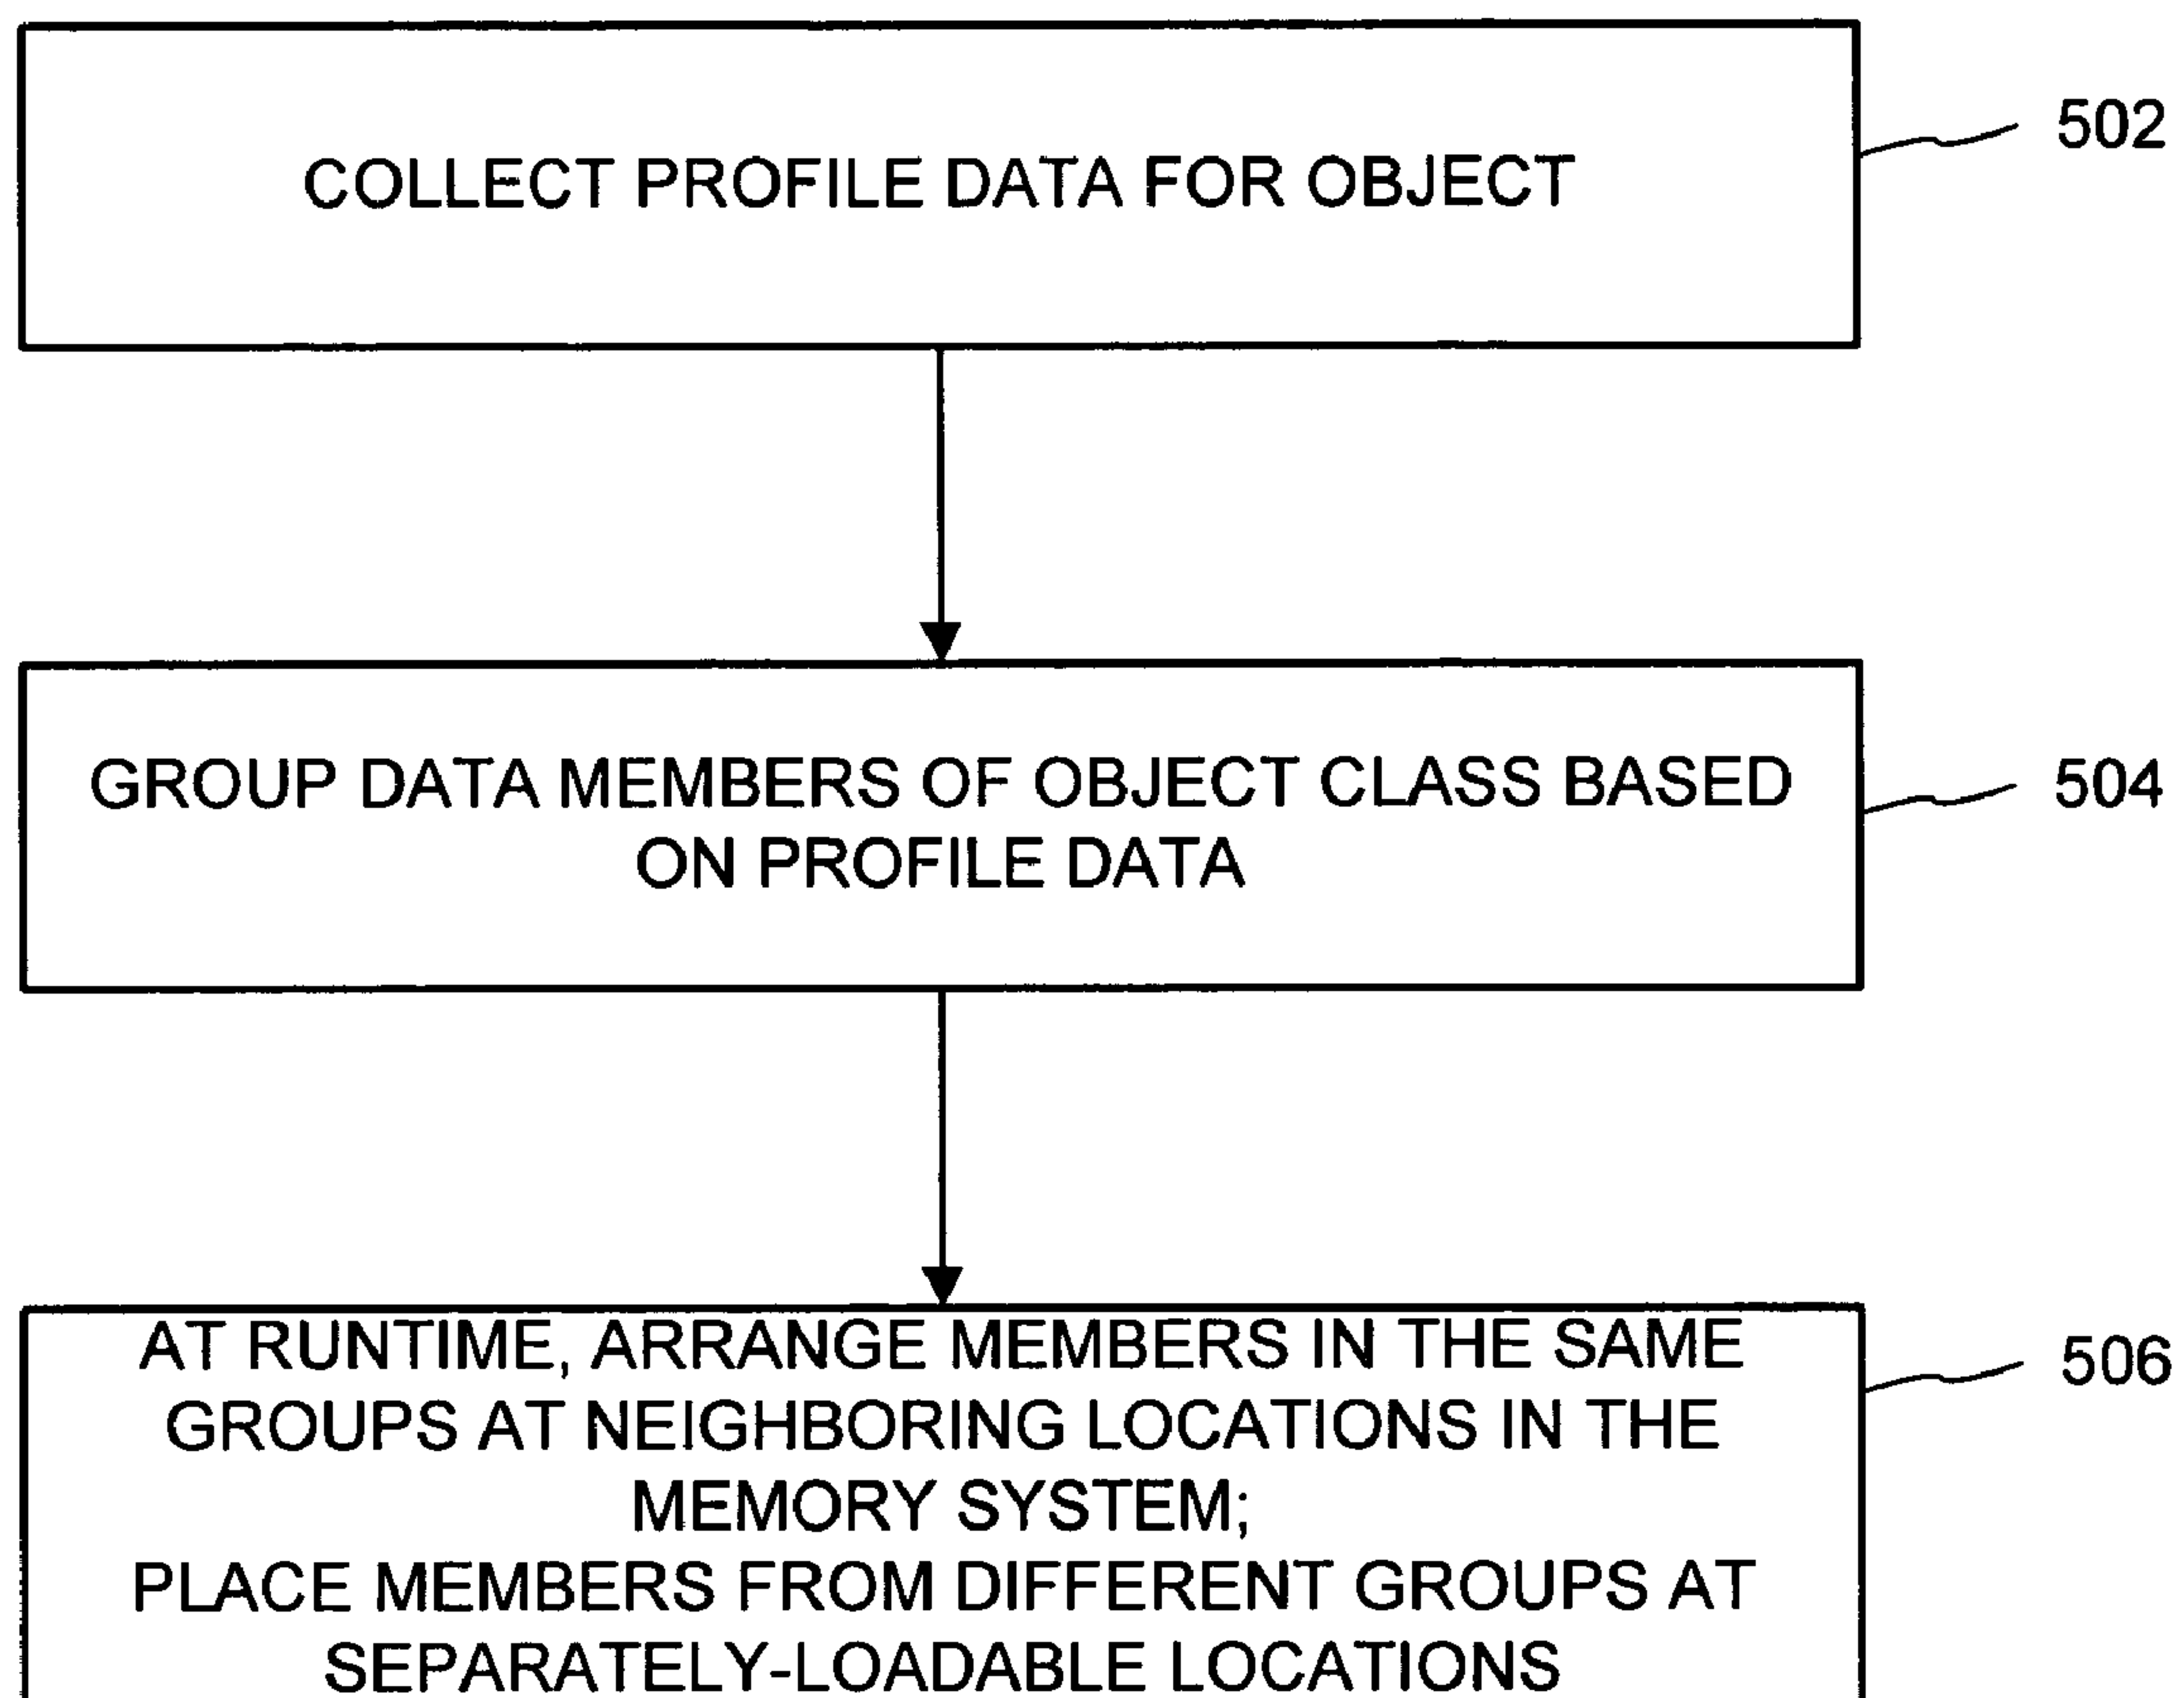 COLLECT PROFILE DATA FOR OBJECT
502
GROUP DATA MEMBERS OF OBJECT CLASS BASED
ON PROFILE DATA
504
AT RUNTIME, ARRANGE MEMBERS IN THE SAME
GROUPS AT NEIGHBORING LOCATIONS IN THE
MEMORY SYSTEM;
PLACE MEMBERS FROM DIFFERENT GROUPS AT
SEPARATELY-LOADABLE LOCATIONS
506